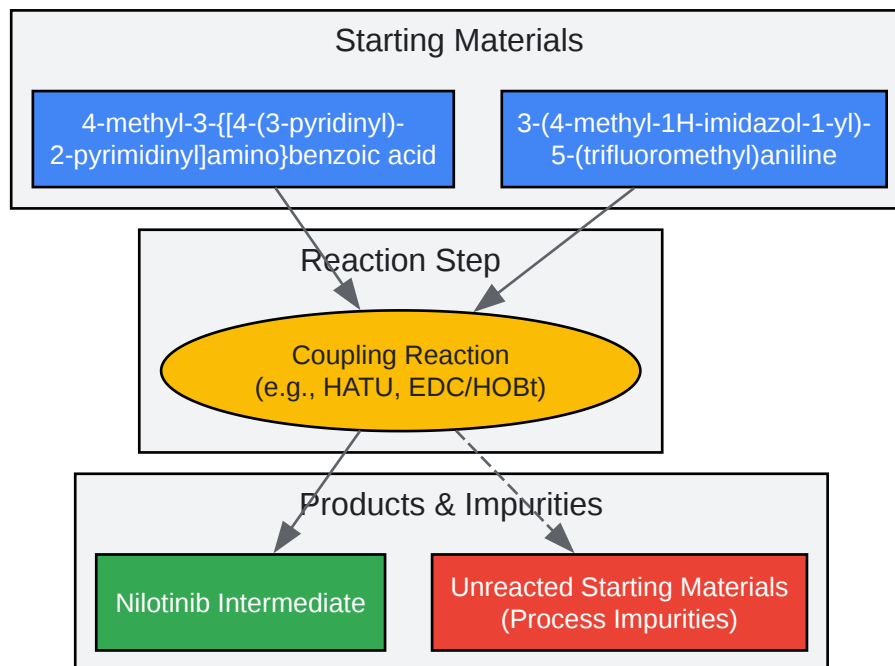 Starting Materials
4-methyl-3-{[4-(3-pyridinyl)-
2-pyrimidinyl]amino}benzoic acid
3-(4-methyl-1H-imidazol-1-yl)-
5-(trifluoromethyl)aniline
Reaction Step
Coupling Reaction
(e.g., HATU, EDC/HOBt)
Products & Impurities
Nilotinib Intermediate
Unreacted Starting Materials
(Process Impurities)